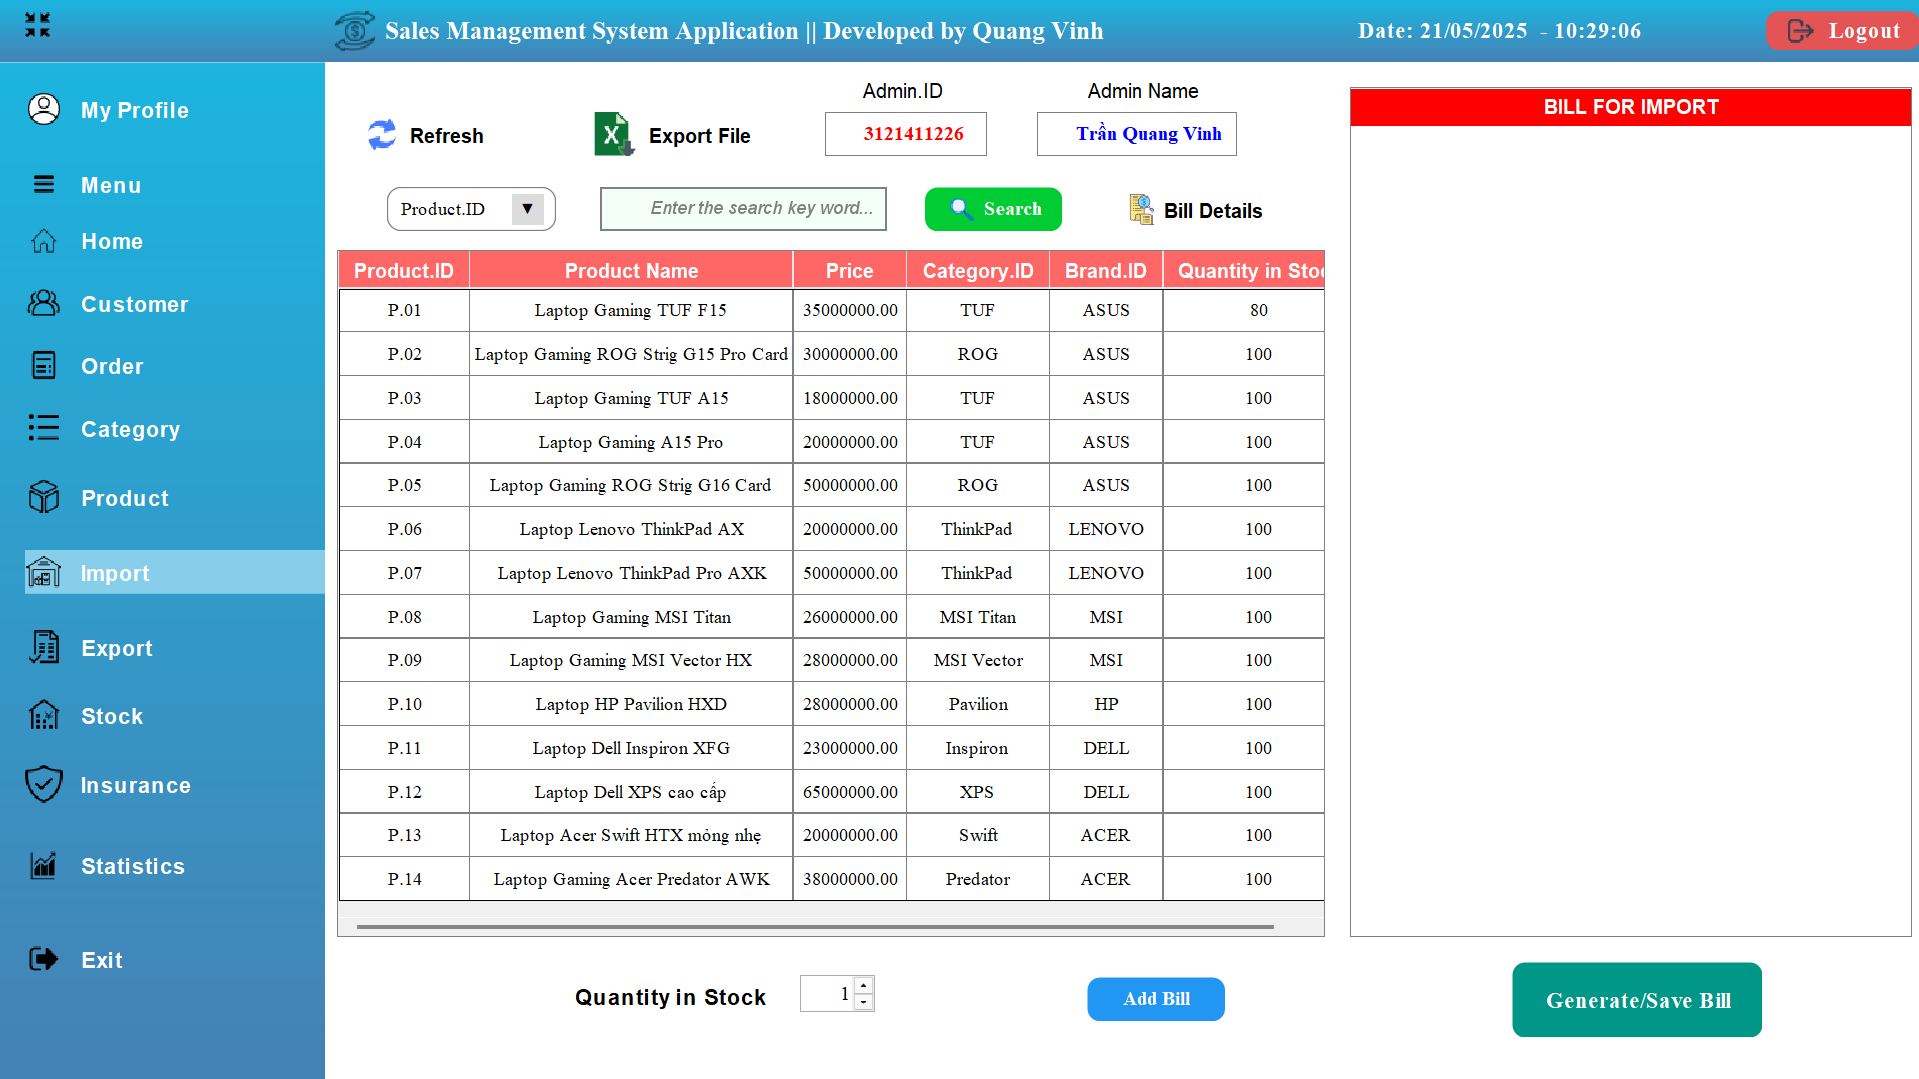 Sales Management System Application || Developed by Quang Vinh
Date: 21/05/2025 - 10:29:06
Logout
My Profile
Menu
Home
Customer
Order
Category
Product
Import
Export
Stock
Insurance
Statistics
Exit
Admin.ID
Admin Name
Refresh
Export File
3121411226
Trần Quang Vinh
Product.ID ▼
Enter the search key word...
Search
Bill Details
Product.ID Product Name Price Category.ID Brand.ID Quantity in Stoc
P.01 Laptop Gaming TUF F15 35000000.00 TUF ASUS 80
P.02 Laptop Gaming ROG Strig G15 Pro Card 30000000.00 ROG ASUS 100
P.03 Laptop Gaming TUF A15 18000000.00 TUF ASUS 100
P.04 Laptop Gaming A15 Pro 20000000.00 TUF ASUS 100
P.05 Laptop Gaming ROG Strig G16 Card 50000000.00 ROG ASUS 100
P.06 Laptop Lenovo ThinkPad AX 20000000.00 ThinkPad LENOVO 100
P.07 Laptop Lenovo ThinkPad Pro AXK 50000000.00 ThinkPad LENOVO 100
P.08 Laptop Gaming MSI Titan 26000000.00 MSI Titan MSI 100
P.09 Laptop Gaming MSI Vector HX 28000000.00 MSI Vector MSI 100
P.10 Laptop HP Pavilion HXD 28000000.00 Pavilion HP 100
P.11 Laptop Dell Inspiron XFG 23000000.00 Inspiron DELL 100
P.12 Laptop Dell XPS cao cấp 65000000.00 XPS DELL 100
P.13 Laptop Acer Swift HTX mỏng nhẹ 20000000.00 Swift ACER 100
P.14 Laptop Gaming Acer Predator AWK 38000000.00 Predator ACER 100
Quantity in Stock
1
Add Bill
BILL FOR IMPORT
Generate/Save Bill